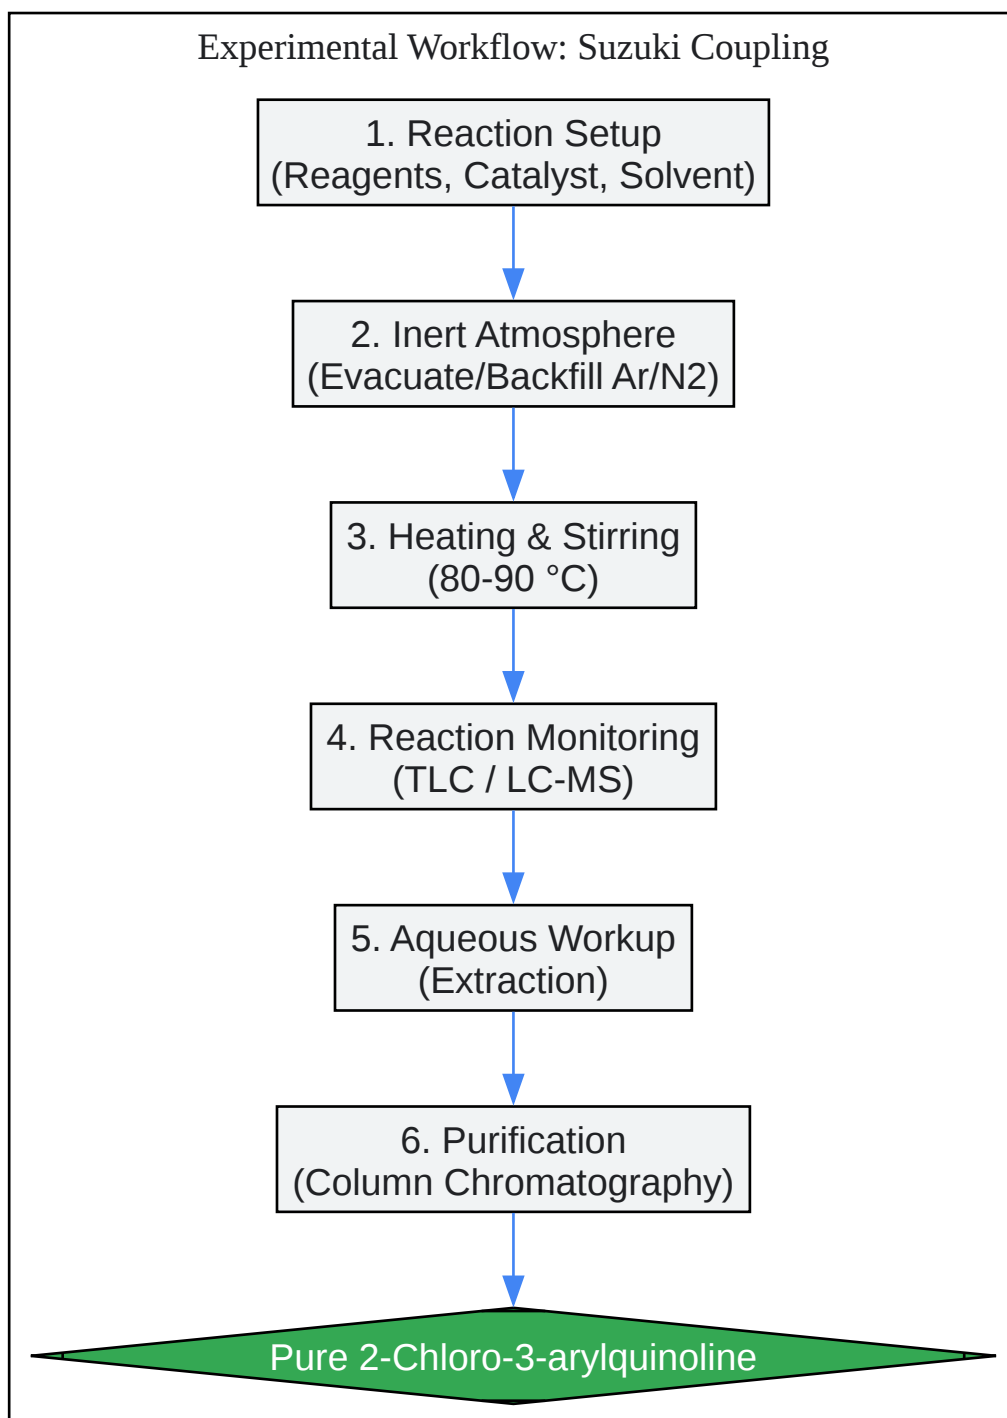 Experimental Workflow: Suzuki Coupling
1. Reaction Setup
(Reagents, Catalyst, Solvent)
2. Inert Atmosphere
(Evacuate/Backfill Ar/N2)
3. Heating & Stirring
(80-90 °C)
4. Reaction Monitoring
(TLC / LC-MS)
5. Aqueous Workup
(Extraction)
6. Purification
(Column Chromatography)
Pure 2-Chloro-3-arylquinoline